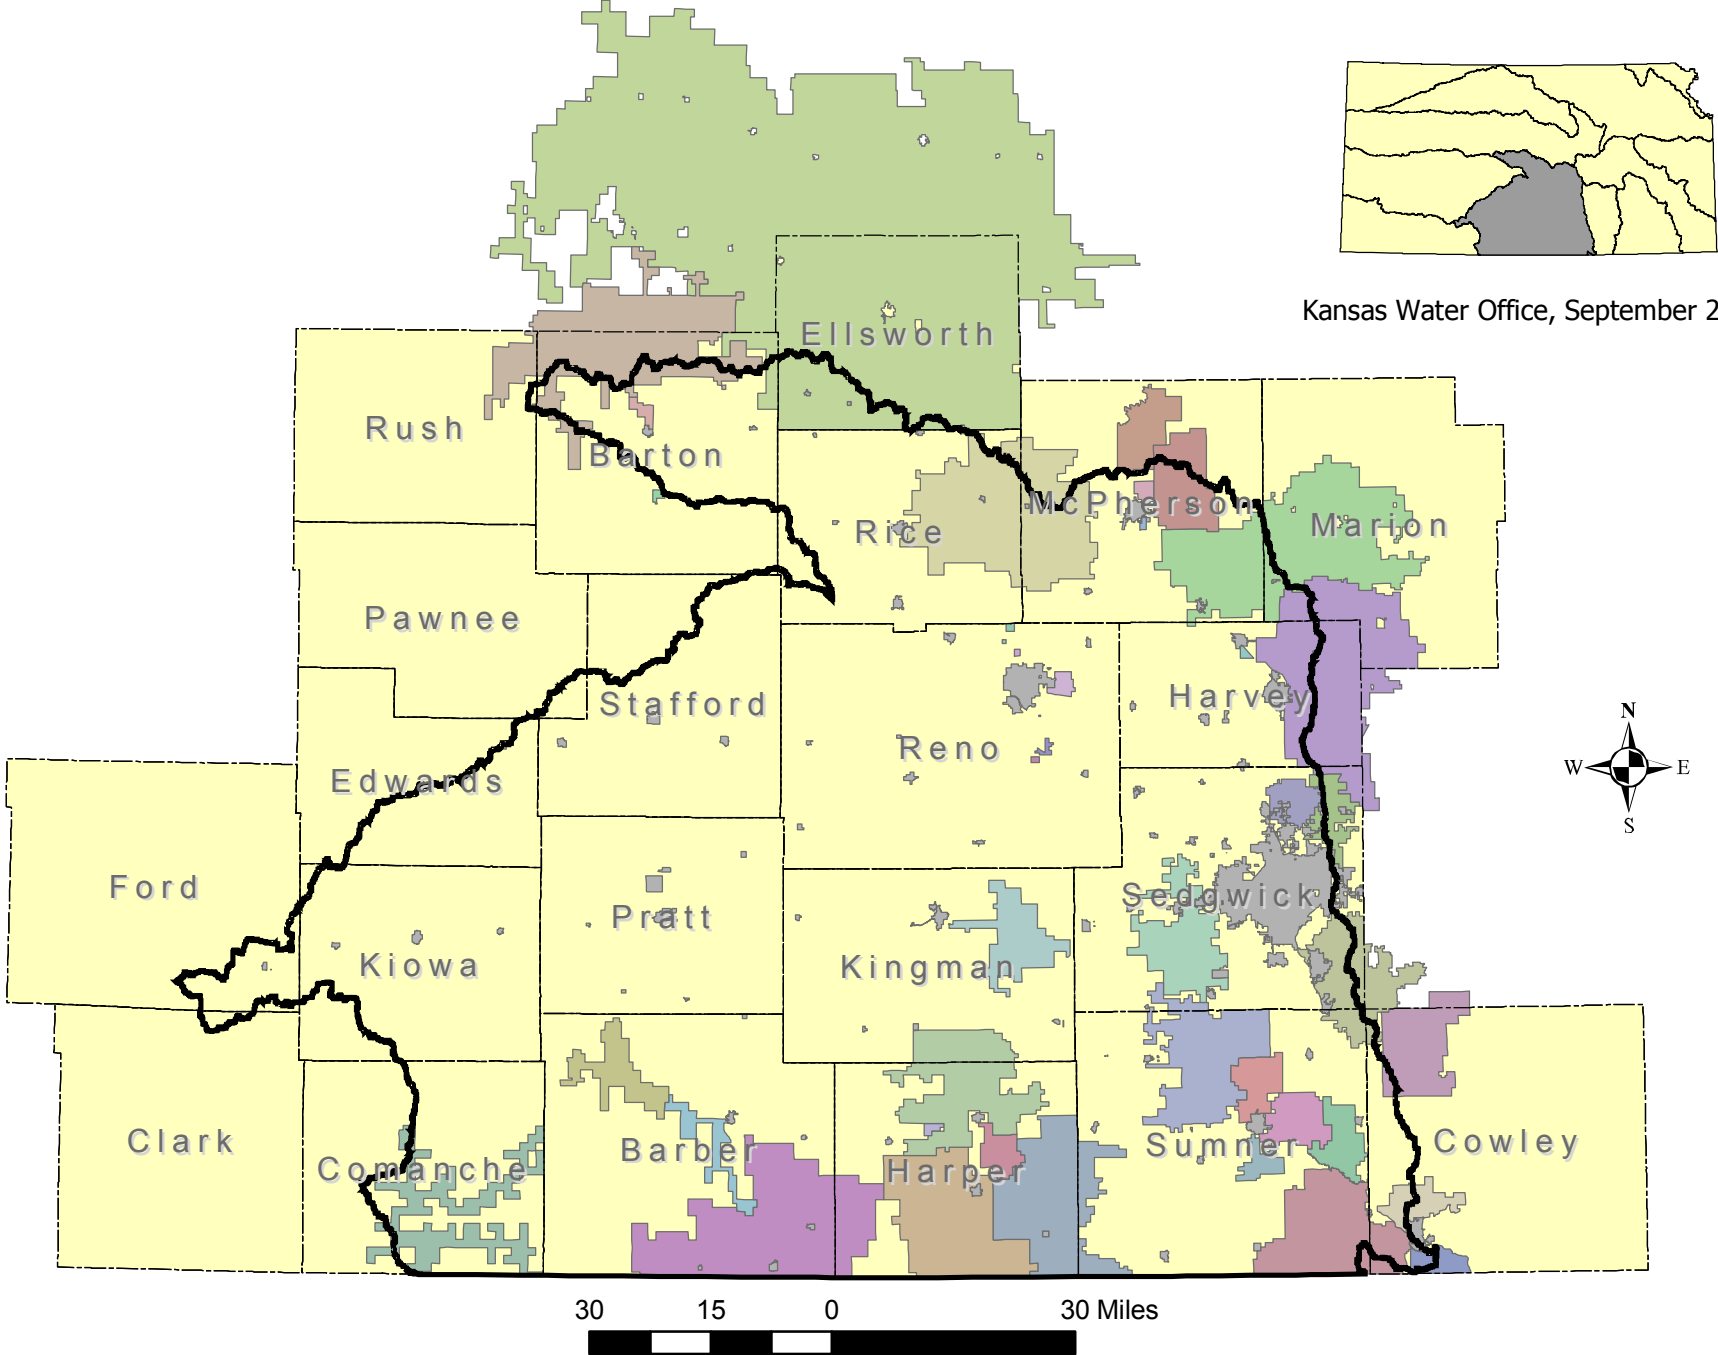 Kansas Water Office, September 2
Ellsworth
Rush
Barton
Rice
McPherson
Marion
Pawnee
Stafford
Reno
Harvey
Edwards
N
W E
S
Ford
Kiowa
Pratt
Kingman
Sedgwick
Clark
Comanche
Barber
Harper
Sumner
Cowley
30 15 0 30 Miles